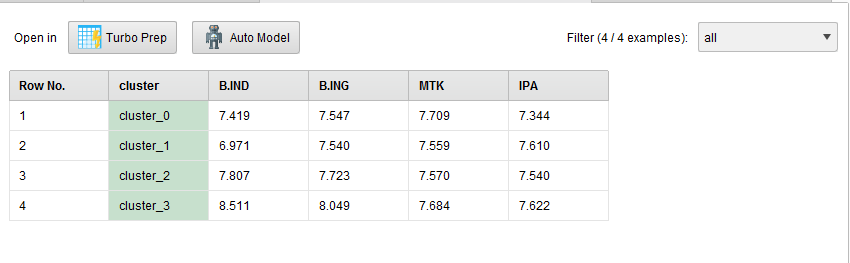 Open in Turbo Prep Auto Model Filter (4 / 4 examples): all
Row No. cluster B.IND B.ING MTK IPA
1 cluster_0 7.419 7.547 7.709 7.344
2 cluster_1 6.971 7.540 7.559 7.610
3 cluster_2 7.807 7.723 7.570 7.540
4 cluster_3 8.511 8.049 7.684 7.622